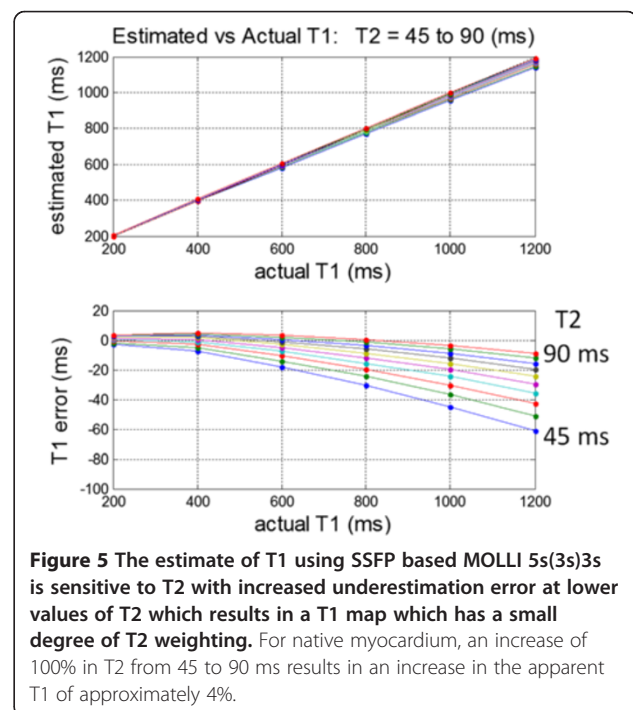 Estimated vs Actual T1: T2 = 45 to 90 (ms)
1200
1000
800
600
400
200
estimated T1 (ms)
200 400 600 800 1000 1200
actual T1 (ms)
20
0
-20
-40
-60
-80
-100
T1 error (ms)
T2
90 ms
45 ms
200 400 600 800 1000 1200
actual T1 (ms)
Figure 5 The estimate of T1 using SSFP based MOLLI 5s(3s)3s
is sensitive to T2 with increased underestimation error at lower
values of T2 which results in a T1 map which has a small
degree of T2 weighting. For native myocardium, an increase of
100% in T2 from 45 to 90 ms results in an increase in the apparent
T1 of approximately 4%.